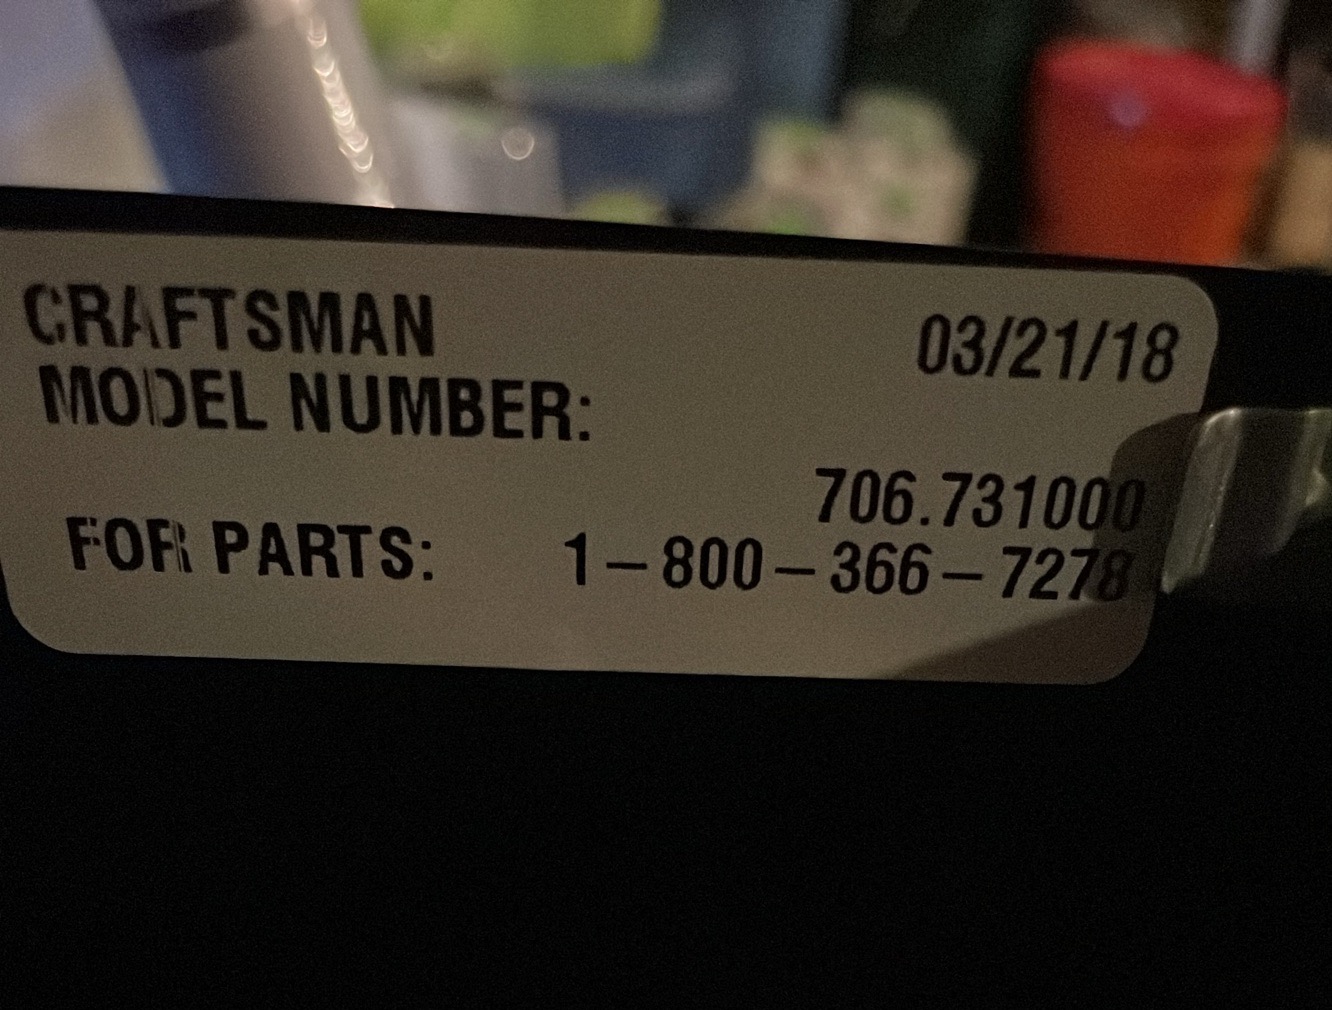 CRAFTSMAN 03/21/18
MODEL NUMBER:
706.731000
FOR PARTS: 1-800-366-7278